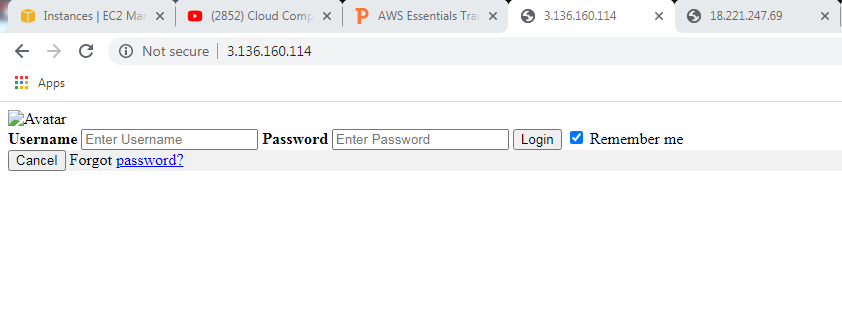 Instances | EC2 Mar
(2852) Cloud Comp
AWS Essentials Trai
3.136.160.114
18.221.247.69
Not secure | 3.136.160.114
Apps
Avatar
Username Enter Username Password Enter Password Login Remember me
Cancel Forgot password?